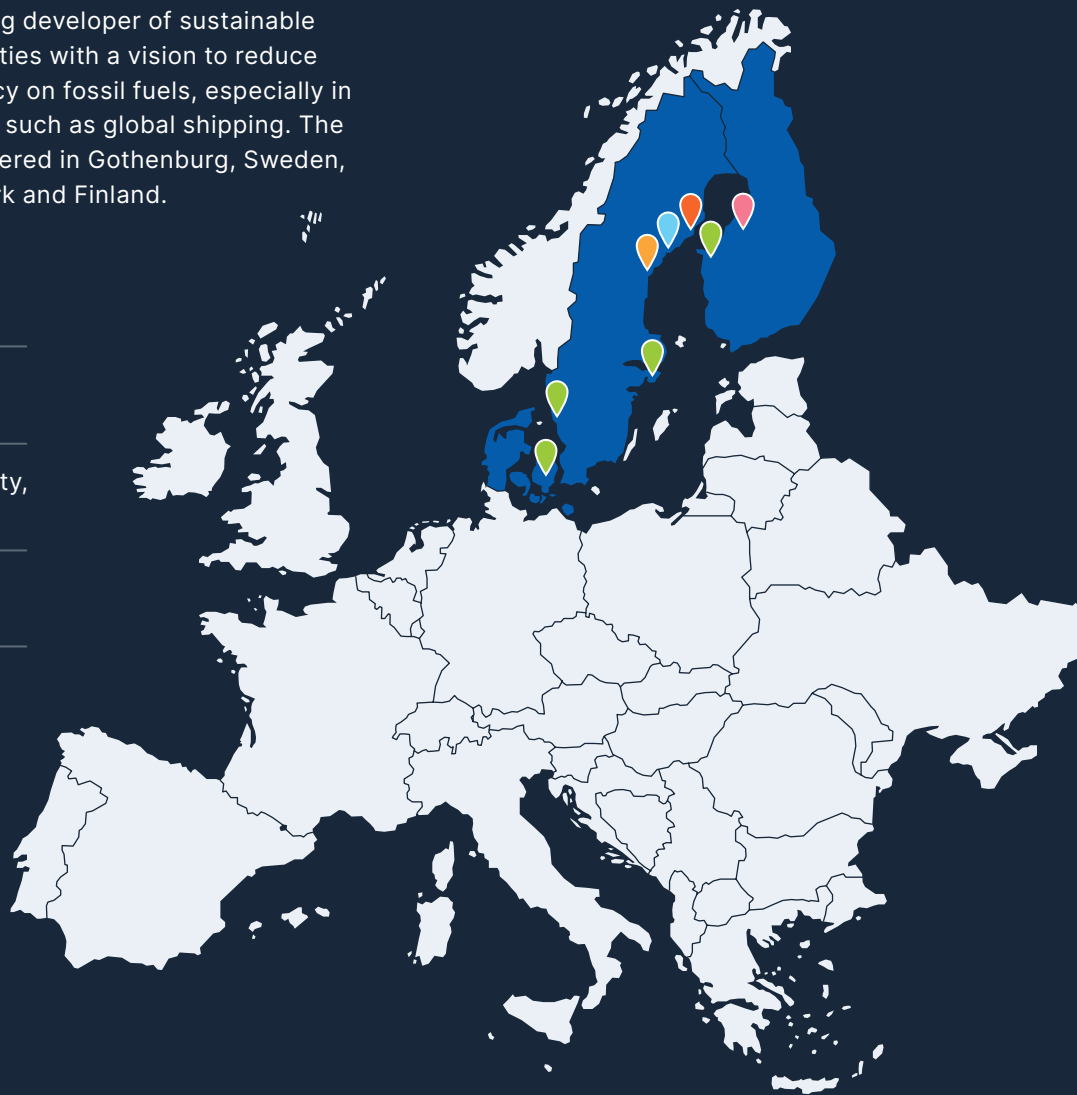 g developer of sustainable
ties with a vision to reduce
cy on fossil fuels, especially in
such as global shipping. The
ered in Gothenburg, Sweden,
k and Finland.
ty,